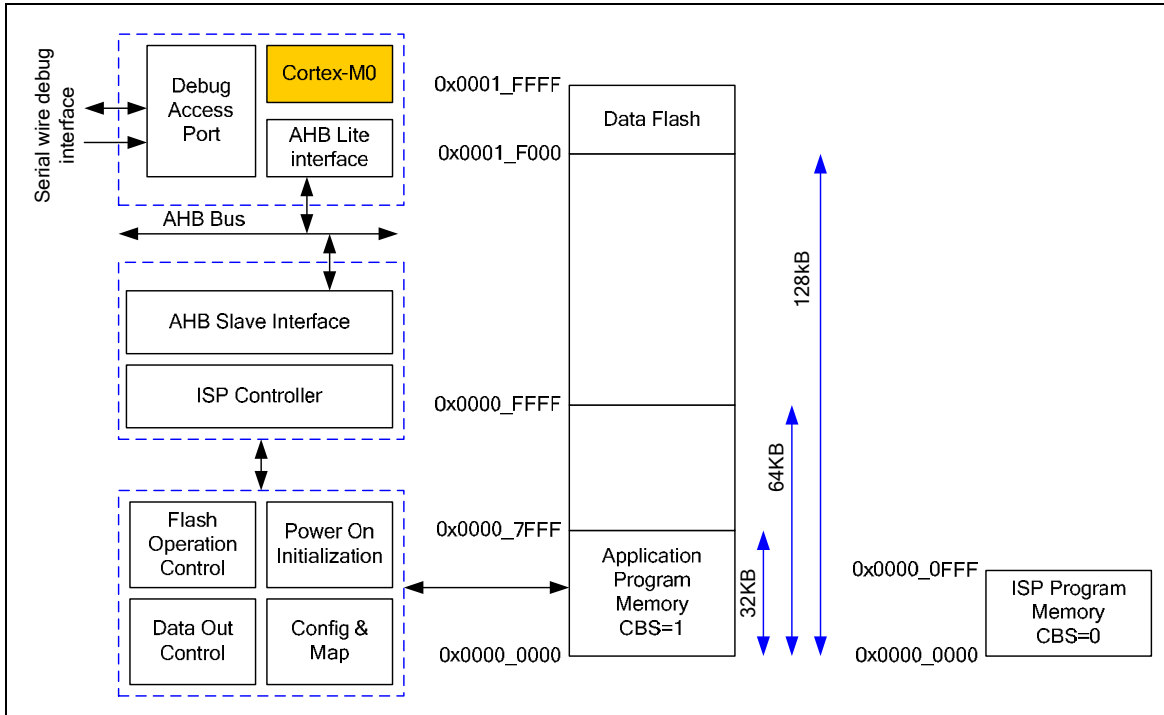 Serial wire debug
interface
Debug
Access
Port
Cortex-M0
AHB Lite
interface
AHB Bus
AHB Slave Interface
ISP Controller
Flash
Operation
Control
Power On
Initialization
Data Out
Control
Config &
Map
0x0001_FFFF
Data Flash
0x0001_F000
0x0000_FFFF
0x0000_7FFF
Application
Program
Memory
CBS=1
0x0000_0000
32KB
64KB
128kB
0x0000_0FFF
ISP Program
Memory
CBS=0
0x0000_0000